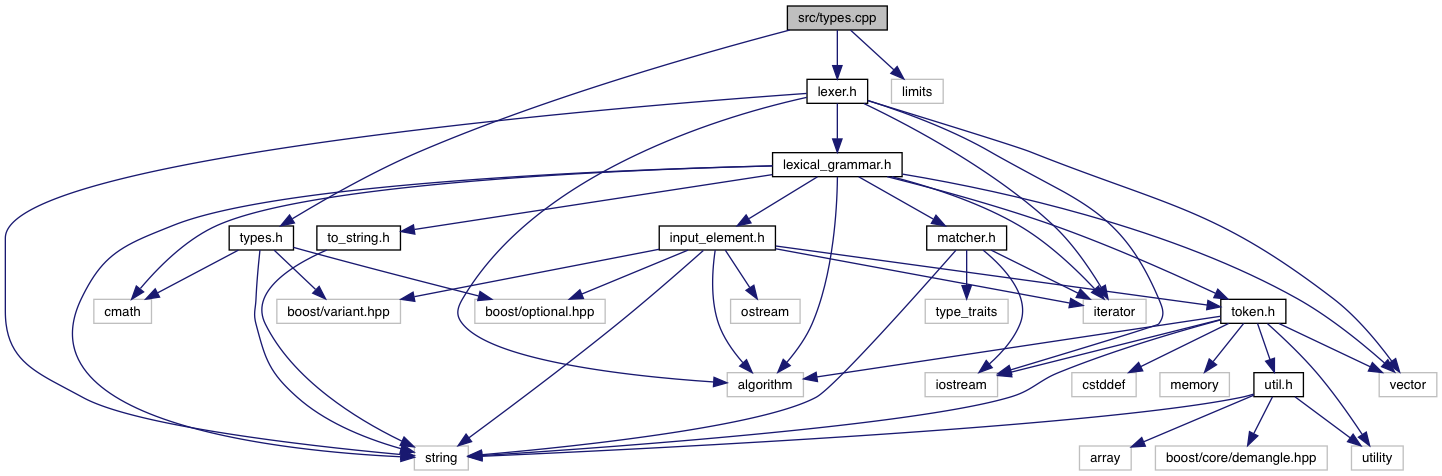 src/types.cpp
lexer.h
limits
lexical_grammar.h
types.h
to_string.h
input_element.h
matcher.h
cmath
boost/variant.hpp
boost/optional.hpp
ostream
type_traits
iterator
token.h
algorithm
iostream
cstddef
memory
util.h
vector
string
array
boost/core/demangle.hpp
utility